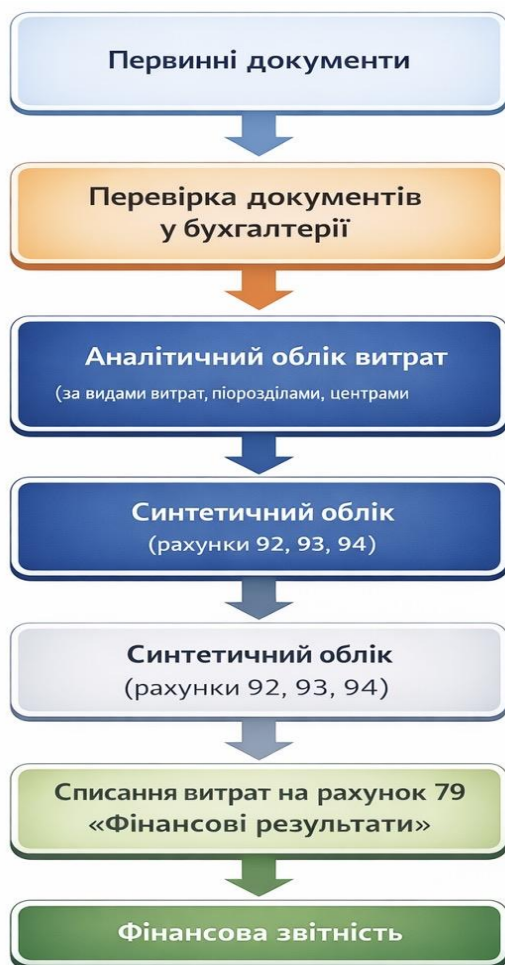 Первинні документи
Перевірка документів
у бухгалтерії
Аналітичний облік витрат
(за видами витрат, піорозділами, центрами
Синтетичний облік
(рахунки 92, 93, 94)
Синтетичний облік
(рахунки 92, 93, 94)
Списання витрат на рахунок 79
«Фінансові результати»
Фінансова звітність